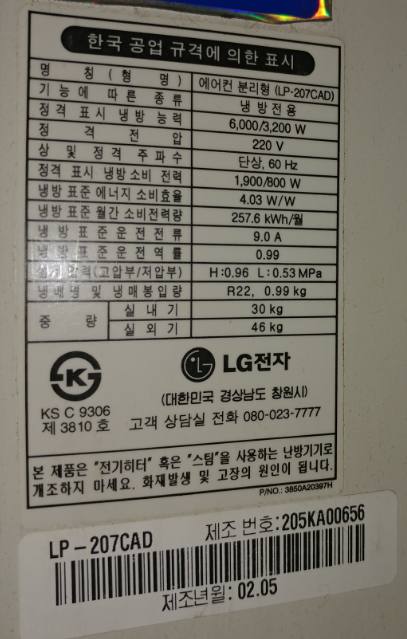 한국 공업 규격에 의한 표시
명 칭 (형 명) 에어컨 분리형 (LP-207CAD)
기능에 따른 종류 냉방전용
정격 표시 냉방 능력 6,000/3,200 W
정격 전압 220 V
상 및 정격 주파수 단상, 60 Hz
정격 표시 냉방소비 전력 1,900/800 W
냉방표준에너지소비효율 4.03 W/W
냉방표준 월간 소비전력량 257.6 kWh/월
냉방표준운전전류 9.0 A
냉방표준운전역률 0.99
압력(고압부/저압부) H:0.96 L:0.53 MPa
냉매명 및 냉매봉입량 R22, 0.99 kg
중 량 실내기 30 kg
실외기 46 kg
KS C 9306
제 3810 호
LG전자
(대한민국 경상남도 창원시)
고객 상담실 전화 080-023-7777
본 제품은 "전기히터" 혹은 "스팀"을 사용하는 난방기기로
개조하지 마세요. 화재발생 및 고장의 원인이 됩니다.
P/NO.: 3850A20397H
LP-207CAD 제조 번호:205KA00656
제조년월: 02.05